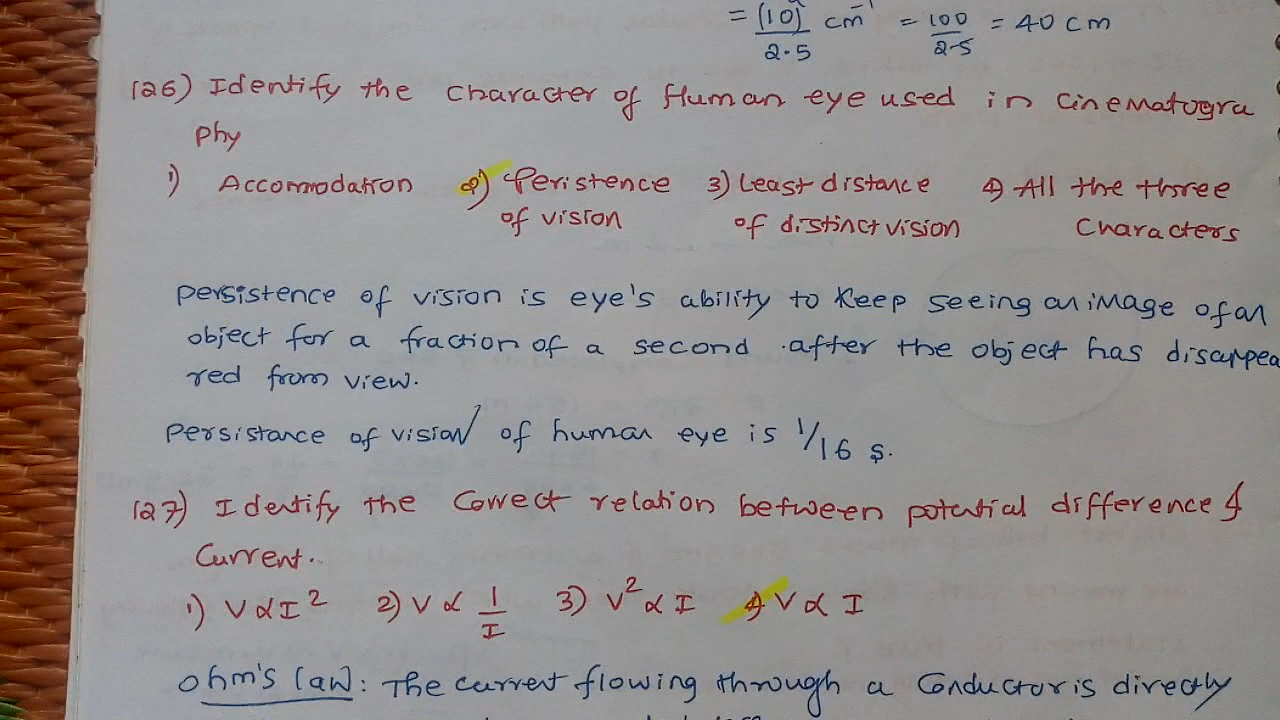 = (10)² / 2.5 cm⁻¹ = 100 / 2.5 = 40 cm
126) Identify the character of Human eye used in Cinematogra
phy
1) Accommodation 2) Peristence 3) Least distance 4) All the three
of vision of distinct vision Characters
Persistence of vision is eye's ability to Keep seeing an image of an
object for a fraction of a second after the object has disappea
red from view.
Persistance of vision of human eye is 1/16 s.
127) Identify the Correct relation between potential difference &
Current.
1) V ∝ I² 2) V ∝ 1/I 3) V² ∝ I 4) V ∝ I
Ohm's law: The current flowing through a Conductor is directly